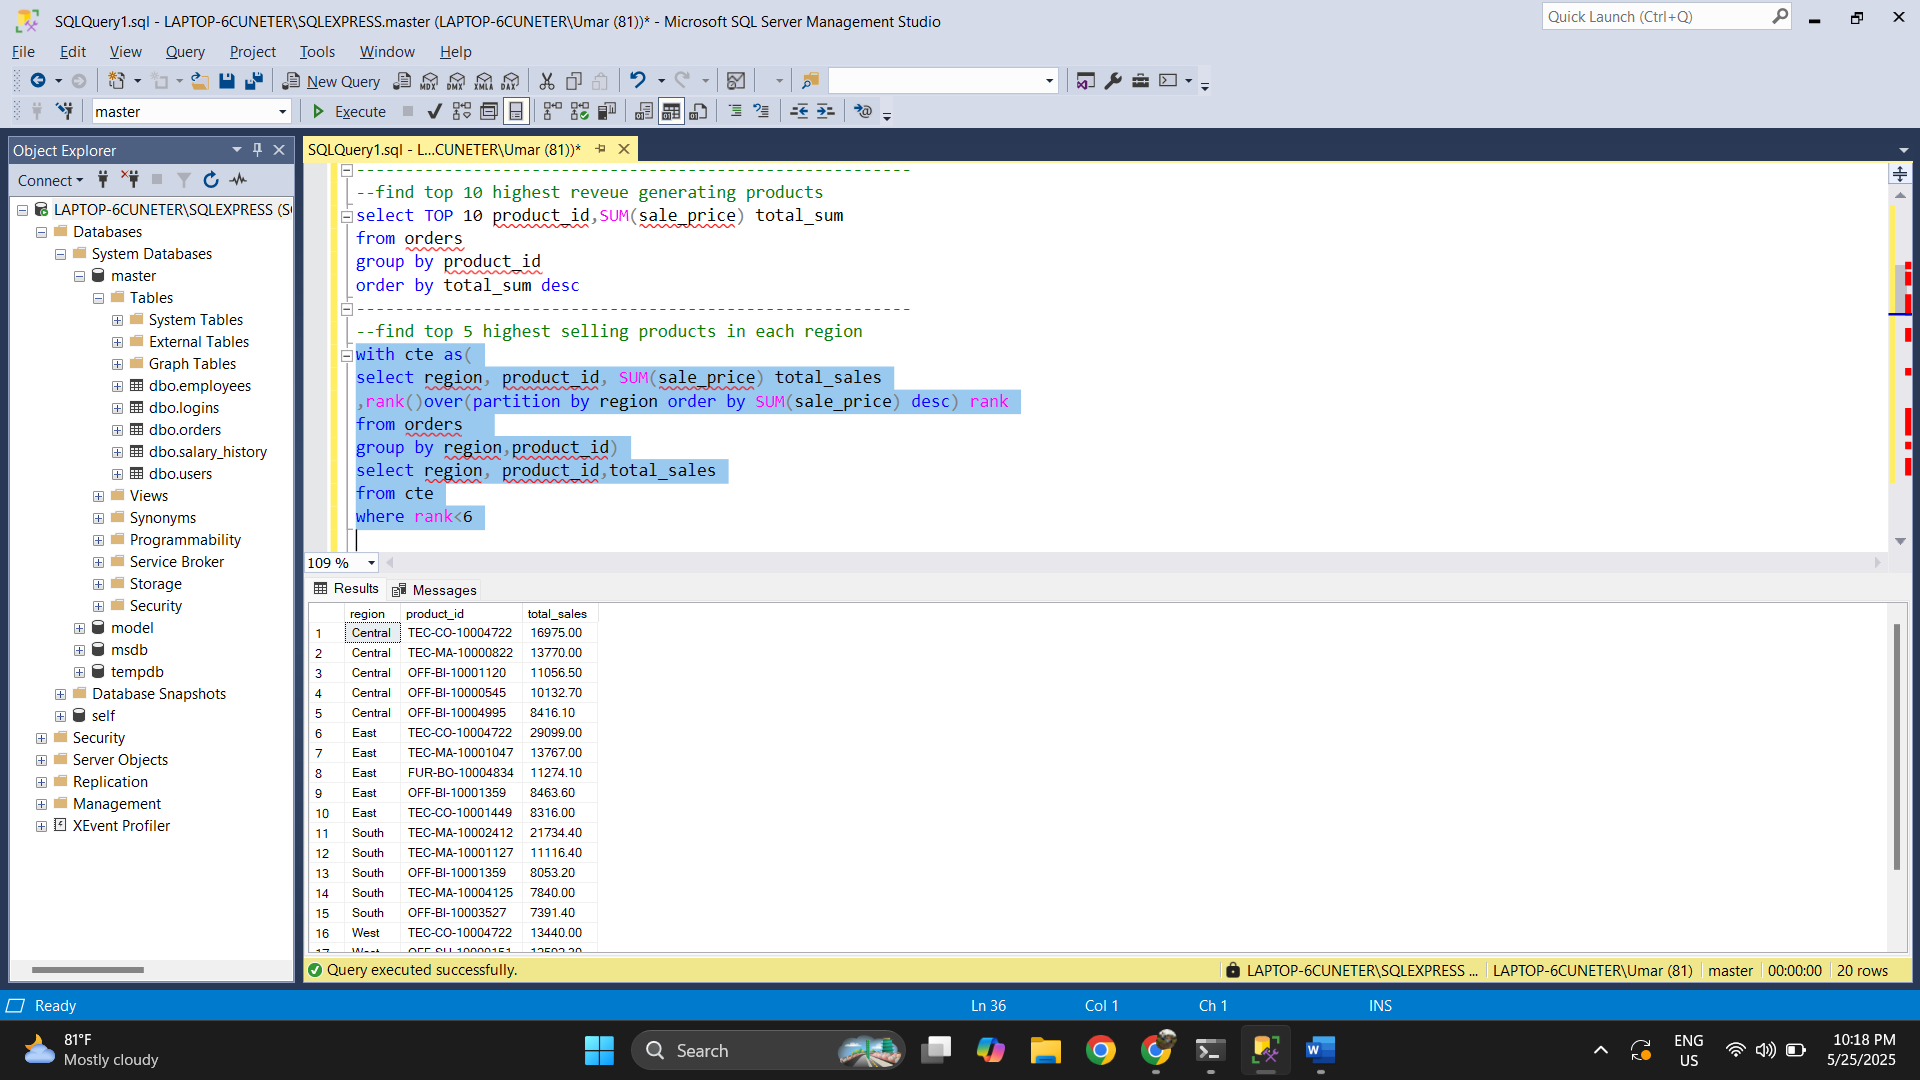 SQLQuery1.sql - LAPTOP-6CUNETER\SQLEXPRESS.master (LAPTOP-6CUNETER\Umar (81))* - Microsoft SQL Server Management Studio
Quick Launch (Ctrl+Q)
File Edit View Query Project Tools Window Help
New Query
MDX DMX XMLA DAX
master
Execute
Object Explorer
Connect
LAPTOP-6CUNETER\SQLEXPRESS (S
Databases
System Databases
master
Tables
System Tables
External Tables
Graph Tables
dbo.employees
dbo.logins
dbo.orders
dbo.salary_history
dbo.users
Views
Synonyms
Programmability
Service Broker
Storage
Security
model
msdb
tempdb
Database Snapshots
self
Security
Server Objects
Replication
Management
XEvent Profiler
SQLQuery1.sql - L...CUNETER\Umar (81))*
---------------------------------------------------------
--find top 10 highest reveue generating products
select TOP 10 product_id,SUM(sale_price) total_sum
from orders
group by product_id
order by total_sum desc
---------------------------------------------------------
--find top 5 highest selling products in each region
with cte as(
select region, product_id, SUM(sale_price) total_sales
,rank()over(partition by region order by SUM(sale_price) desc) rank
from orders
group by region,product_id)
select region, product_id,total_sales
from cte
where rank<6
109 %
Results Messages
region product_id total_sales
1 Central TEC-CO-10004722 16975.00
2 Central TEC-MA-10000822 13770.00
3 Central OFF-BI-10001120 11056.50
4 Central OFF-BI-10000545 10132.70
5 Central OFF-BI-10004995 8416.10
6 East TEC-CO-10004722 29099.00
7 East TEC-MA-10001047 13767.00
8 East FUR-BO-10004834 11274.10
9 East OFF-BI-10001359 8463.60
10 East TEC-CO-10001449 8316.00
11 South TEC-MA-10002412 21734.40
12 South TEC-MA-10001127 11116.40
13 South OFF-BI-10001359 8053.20
14 South TEC-MA-10004125 7840.00
15 South OFF-BI-10003527 7391.40
16 West TEC-CO-10004722 13440.00
Query executed successfully.
LAPTOP-6CUNETER\SQLEXPRESS ... LAPTOP-6CUNETER\Umar (81) master 00:00:00 20 rows
Ready
Ln 36 Col 1 Ch 1 INS
81°F
Mostly cloudy
Search
ENG
US
10:18 PM
5/25/2025